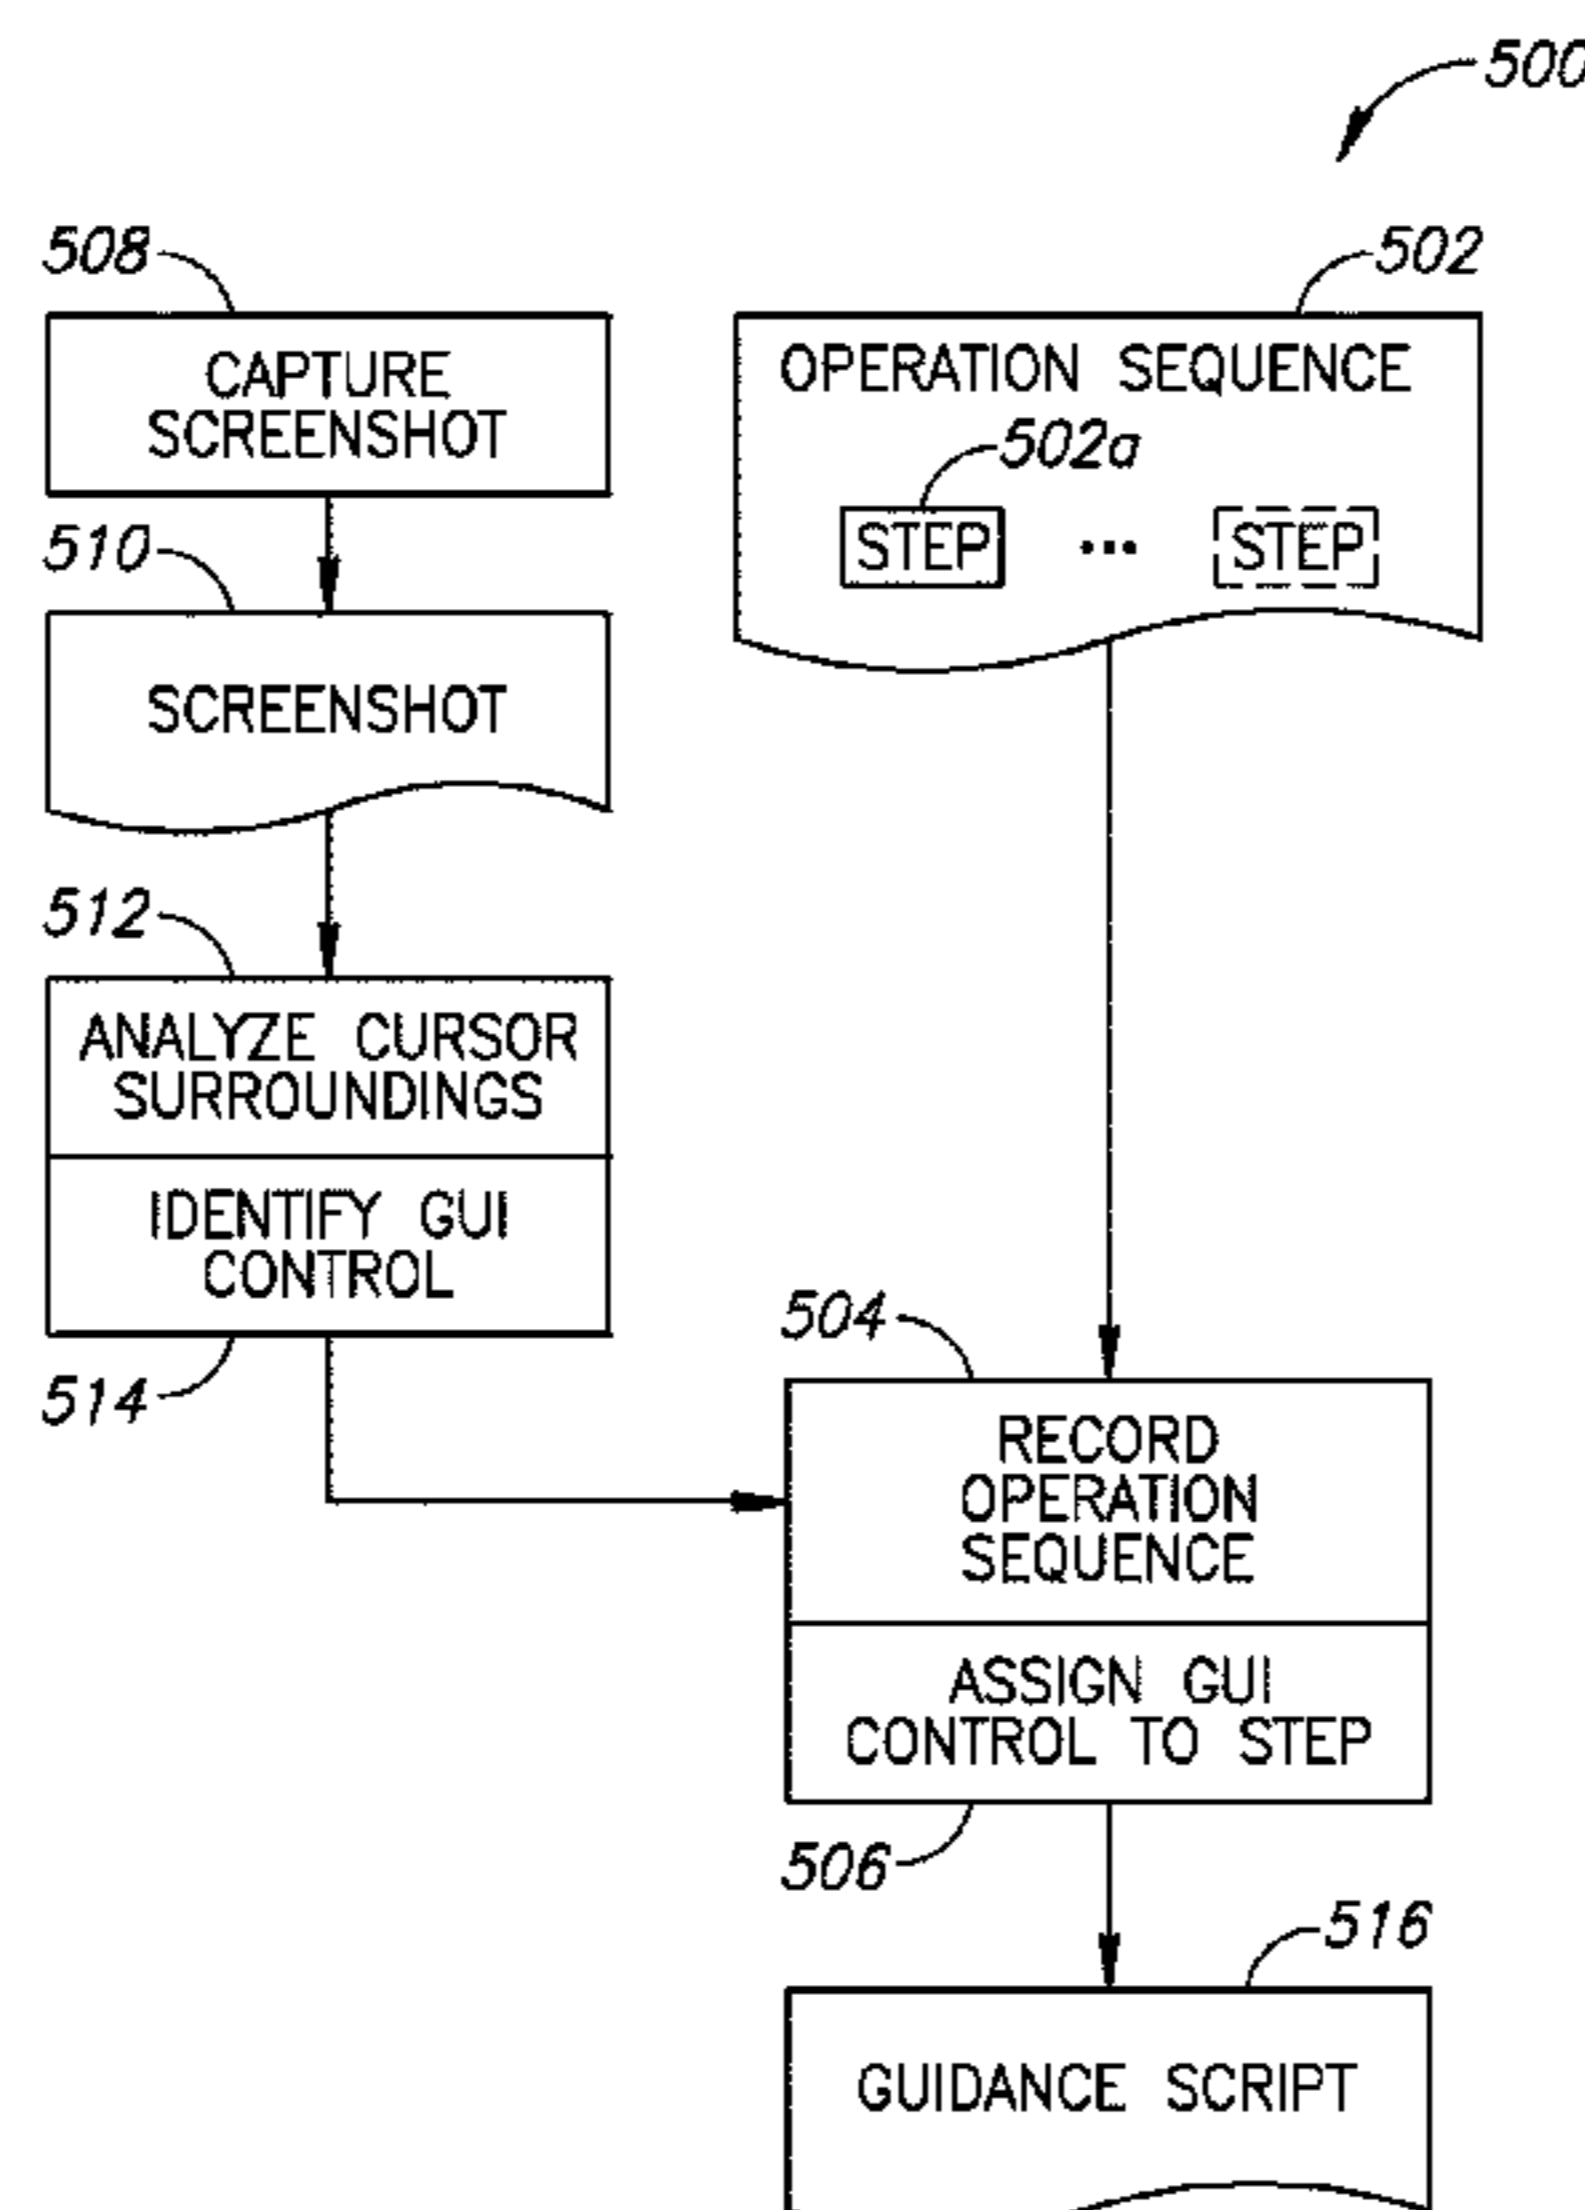 500
508
CAPTURE
SCREENSHOT
502
OPERATION SEQUENCE
502a
STEP ... STEP
510
SCREENSHOT
512
ANALYZE CURSOR
SURROUNDINGS
IDENTIFY GUI
CONTROL
514
504
RECORD
OPERATION
SEQUENCE
ASSIGN GUI
CONTROL TO STEP
506
516
GUIDANCE SCRIPT